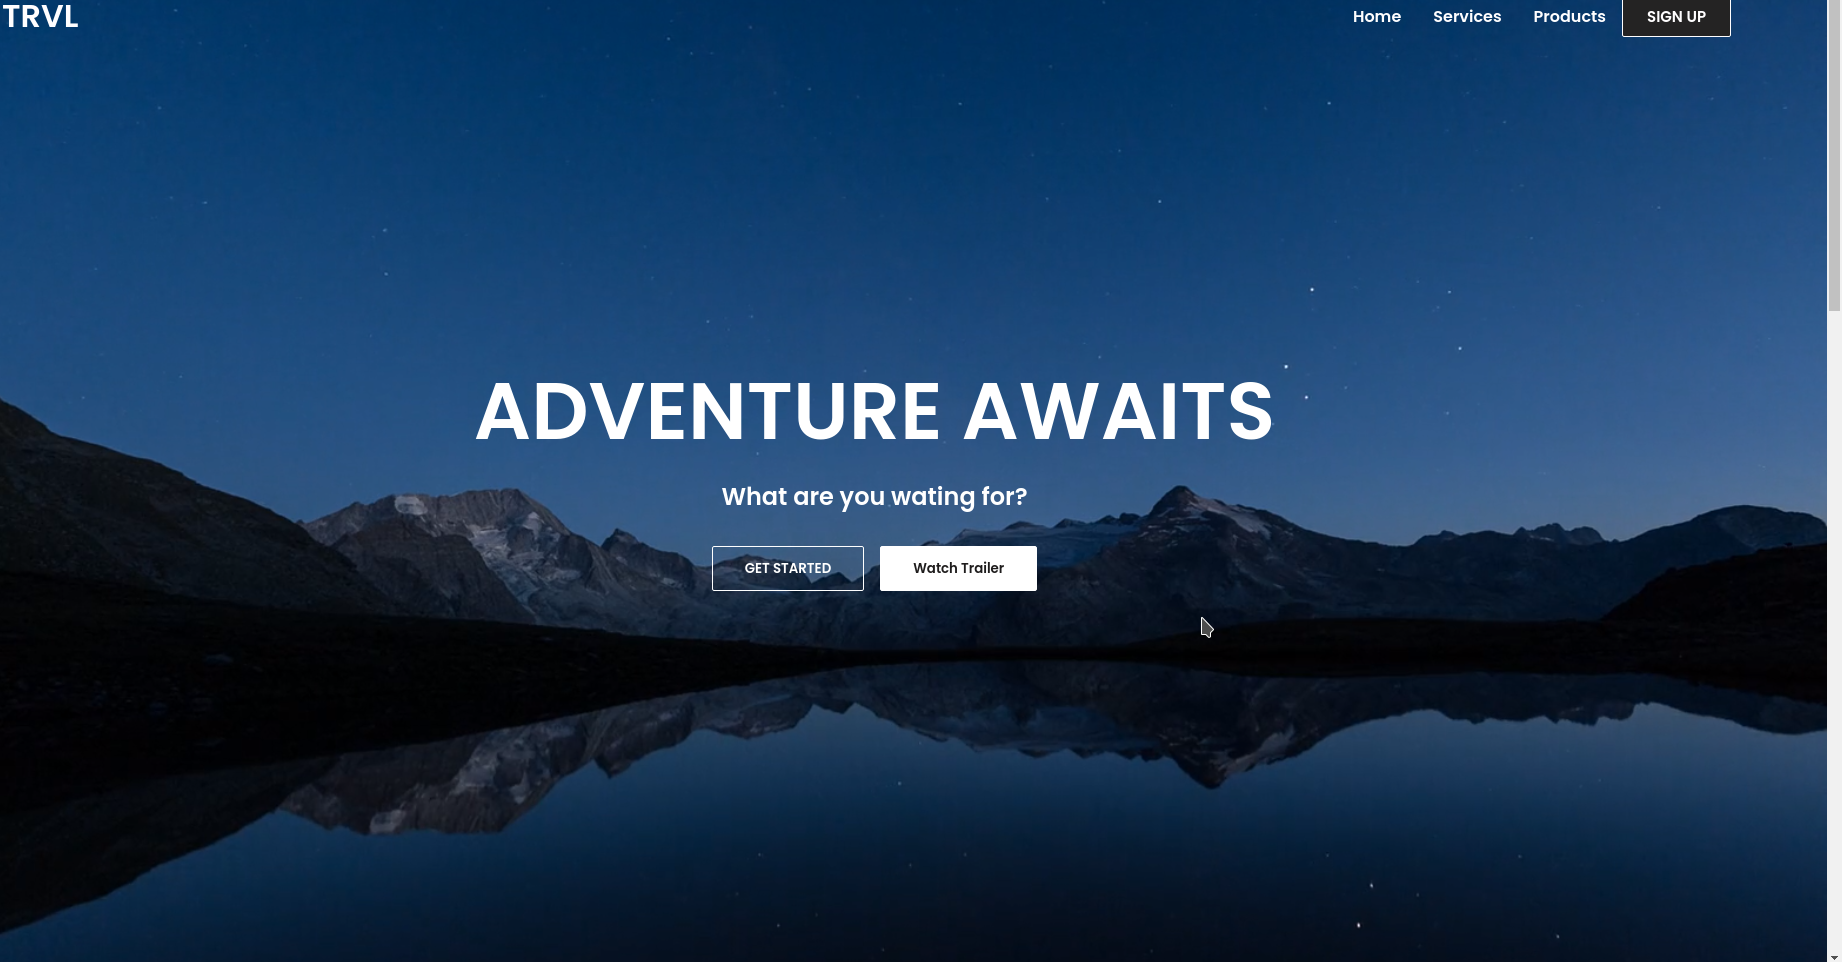 TRVL
Home Services Products SIGN UP
ADVENTURE AWAITS
What are you wating for?
GET STARTED Watch Trailer